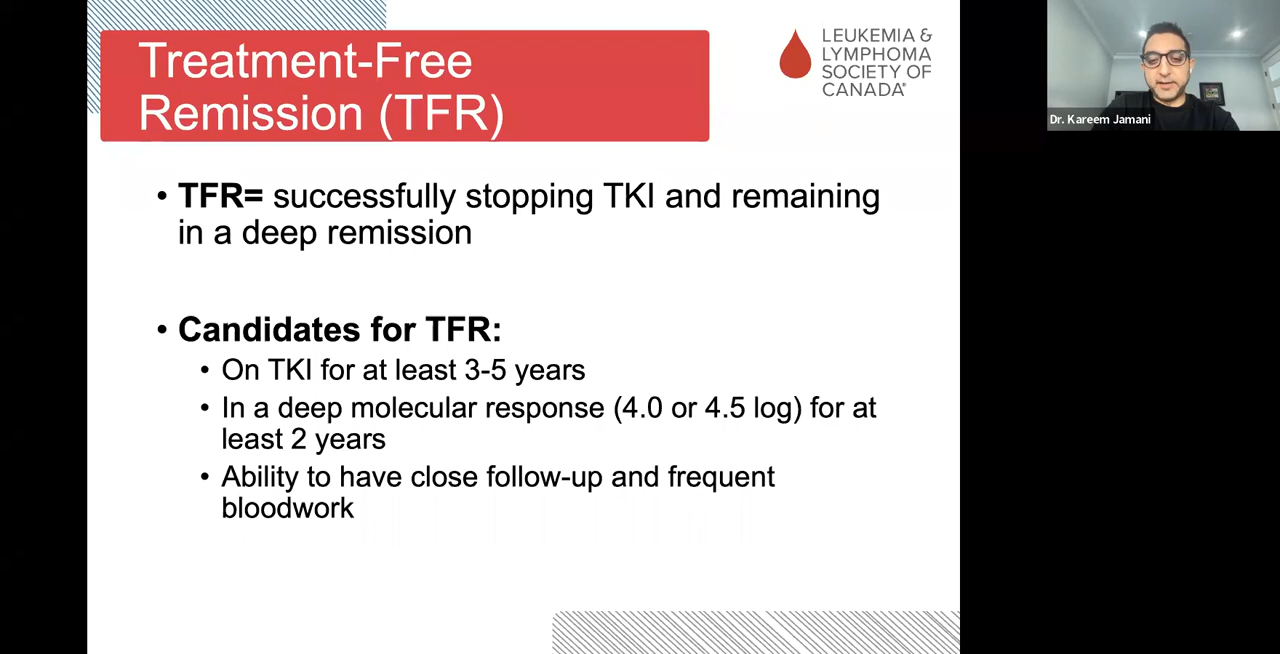 Treatment-Free
Remission (TFR)
LEUKEMIA &
LYMPHOMA
SOCIETY OF
CANADA®
Dr. Kareem Jamani
• TFR= successfully stopping TKI and remaining
in a deep remission
• Candidates for TFR:
• On TKI for at least 3-5 years
• In a deep molecular response (4.0 or 4.5 log) for at
least 2 years
• Ability to have close follow-up and frequent
bloodwork